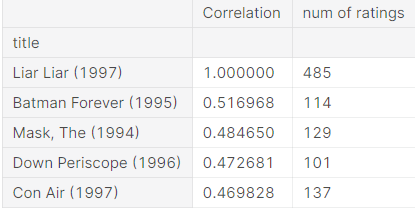 Correlation num of ratings
title
Liar Liar (1997) 1.000000 485
Batman Forever (1995) 0.516968 114
Mask, The (1994) 0.484650 129
Down Periscope (1996) 0.472681 101
Con Air (1997) 0.469828 137